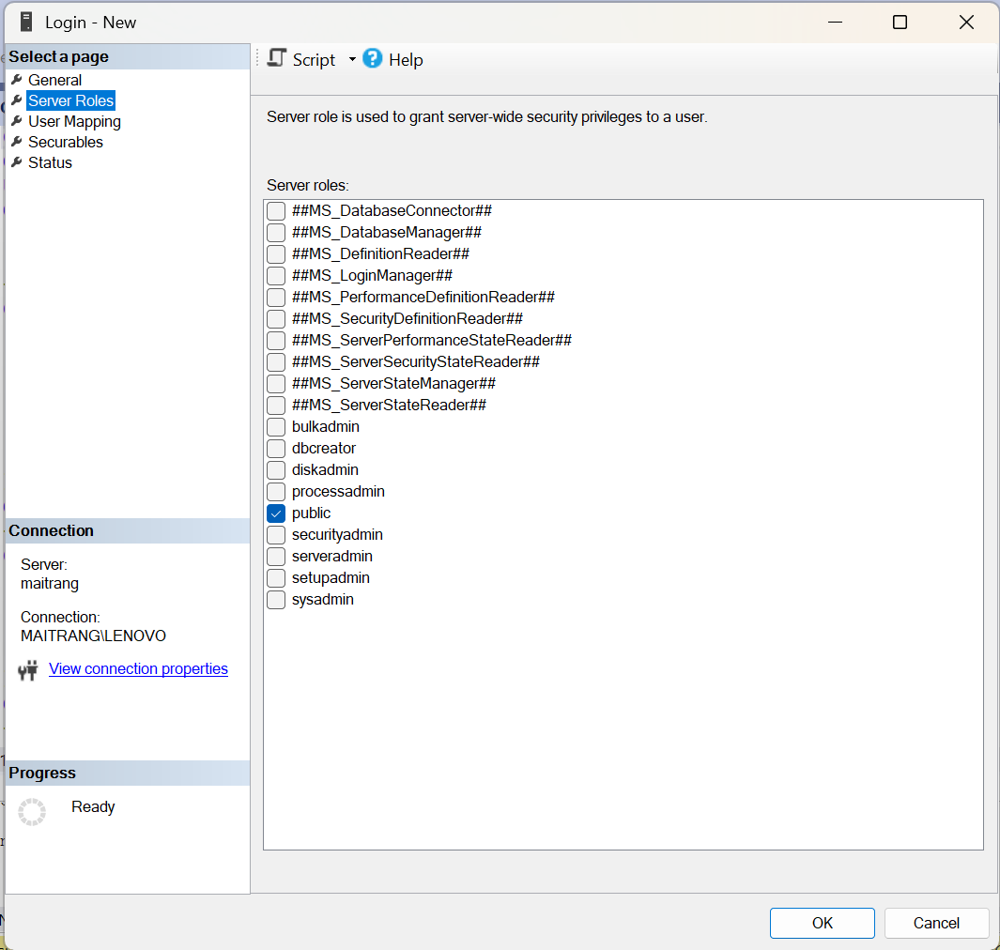 Login - New
Select a page
General
Server Roles
User Mapping
Securables
Status
Script
Help
Server role is used to grant server-wide security privileges to a user.
Server roles:
##MS_DatabaseConnector##
##MS_DatabaseManager##
##MS_DefinitionReader##
##MS_LoginManager##
##MS_PerformanceDefinitionReader##
##MS_SecurityDefinitionReader##
##MS_ServerPerformanceStateReader##
##MS_ServerSecurityStateReader##
##MS_ServerStateManager##
##MS_ServerStateReader##
bulkadmin
dbcreator
diskadmin
processadmin
public
securityadmin
serveradmin
setupadmin
sysadmin
Connection
Server:
maitrang
Connection:
MAITRANG\LENOVO
View connection properties
Progress
Ready
OK
Cancel